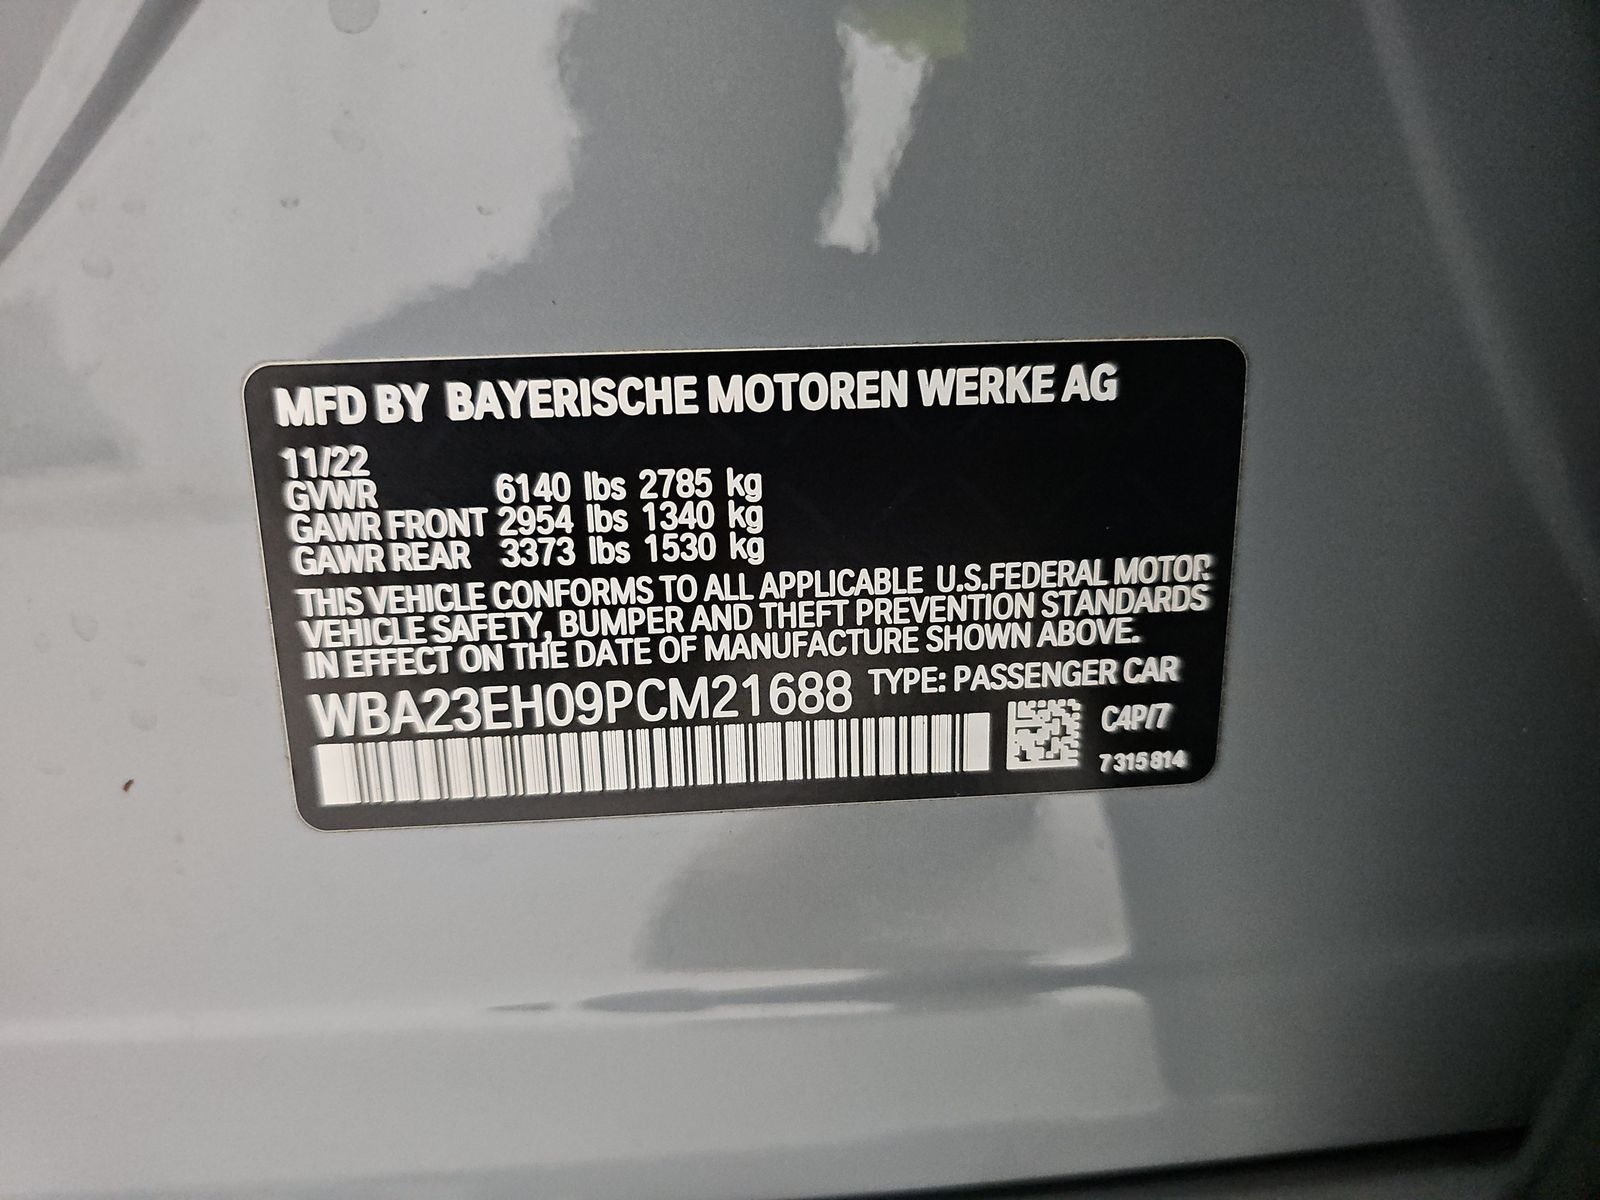 MFD BY BAYERISCHE MOTOREN WERKE AG
11/22
GVWR 6140 lbs 2785 kg
GAWR FRONT 2954 lbs 1340 kg
GAWR REAR 3373 lbs 1530 kg
THIS VEHICLE CONFORMS TO ALL APPLICABLE U.S.FEDERAL MOTOR
VEHICLE SAFETY, BUMPER AND THEFT PREVENTION STANDARDS
IN EFFECT ON THE DATE OF MANUFACTURE SHOWN ABOVE.
WBA23EH09PCM21688 TYPE: PASSENGER CAR
C4P/7
7315814